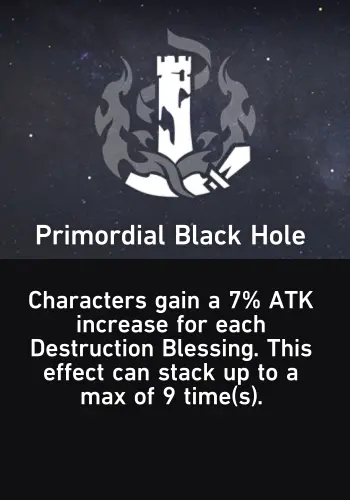 Primordial Black Hole
Characters gain a 7% ATK
increase for each
Destruction Blessing. This
effect can stack up to a
max of 9 time(s).